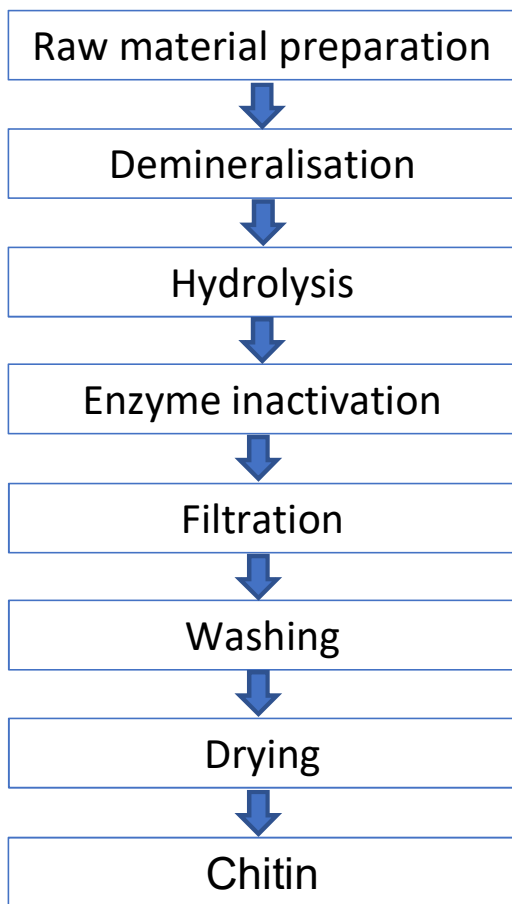 Raw material preparation
Demineralisation
Hydrolysis
Enzyme inactivation
Filtration
Washing
Drying
Chitin